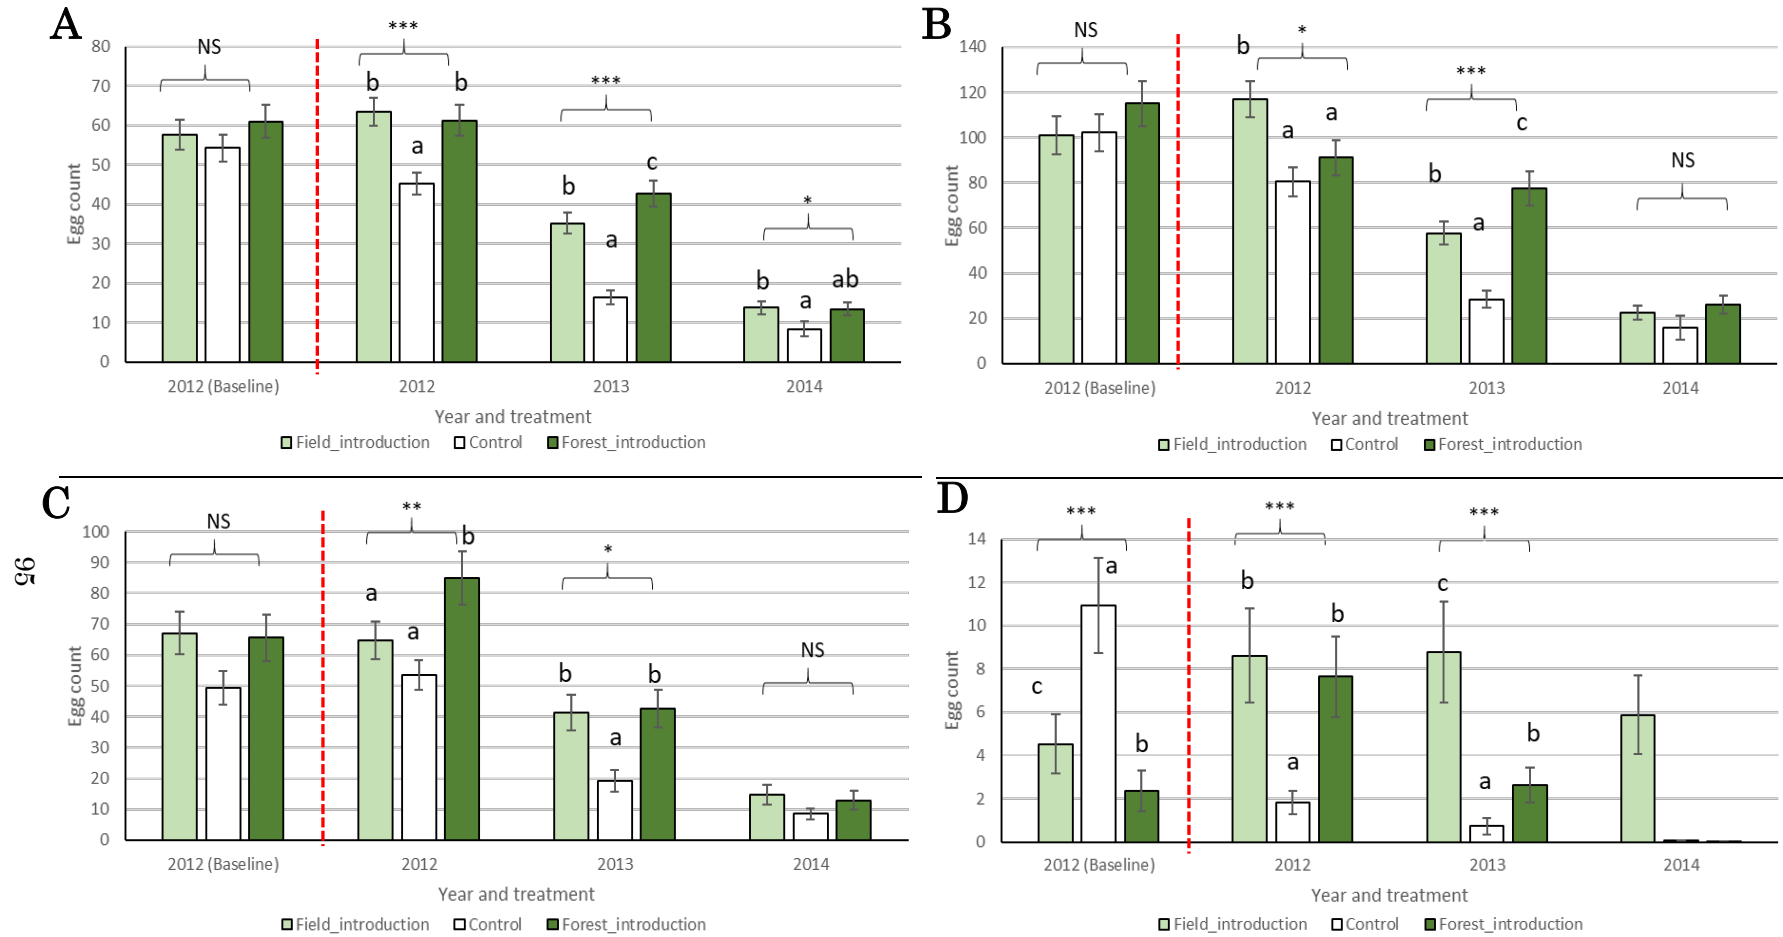 A
NS
***
***
*
b
b
a
b
a
c
b
a
ab
80
70
60
50
40
30
20
10
0
Egg count
2012 (Baseline) 2012 2013 2014
Year and treatment
Field_introduction Control Forest_introduction
B
NS
*
***
NS
b
a
a
b
a
c
140
120
100
80
60
40
20
0
Egg count
2012 (Baseline) 2012 2013 2014
Year and treatment
Field_introduction Control Forest_introduction
C
NS
**
*
NS
a
a
b
b
a
b
100
90
80
70
60
50
40
30
20
10
0
Egg count
2012 (Baseline) 2012 2013 2014
Year and treatment
Field_introduction Control Forest_introduction
D
***
***
***
c
a
b
b
a
b
c
a
b
14
12
10
8
6
4
2
0
Egg count
2012 (Baseline) 2012 2013 2014
Year and treatment
Field_introduction Control Forest_introduction
95